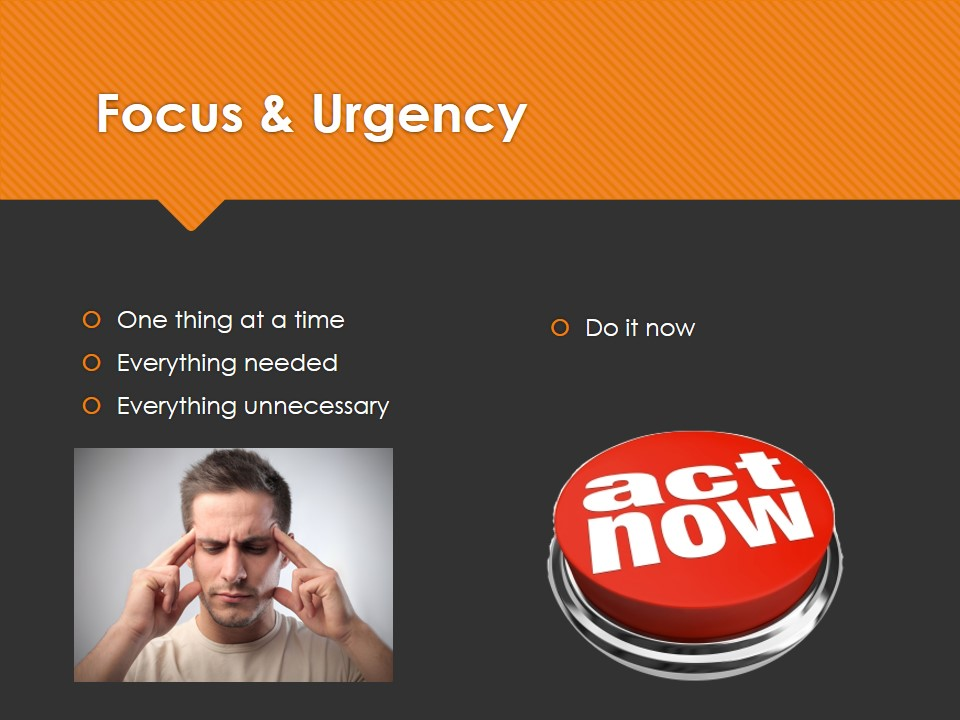 Focus & Urgency
One thing at a time
Everything needed
Everything unnecessary
Do it now
act
now